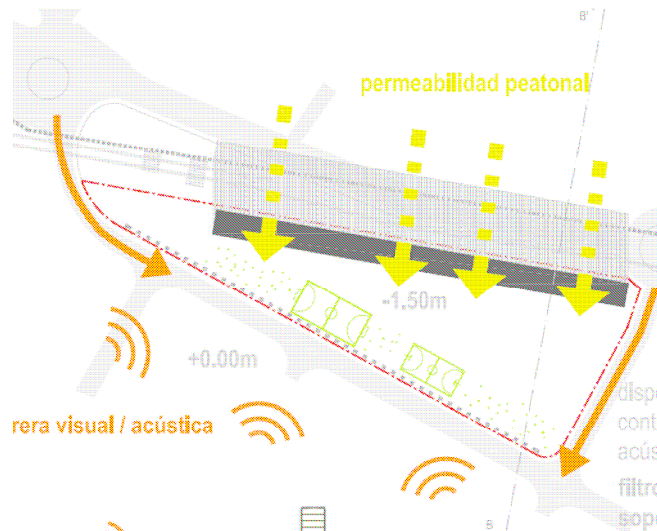 B'
permeabilidad peatonal
-1,50m
+0.00m
rera visual / acústica
disp
cont
acús
filtro
sop